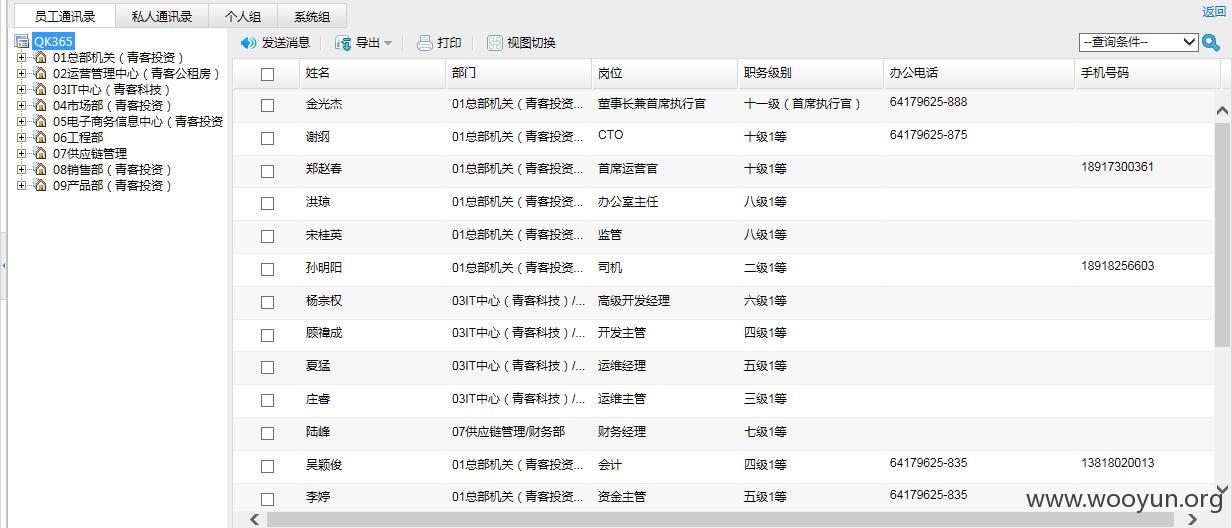 员工通讯录 私人通讯录 个人组 系统组 返回
QK365
01总部机关（青客投资）
02运营管理中心（青客公租房）
03IT中心（青客科技）
04市场部（青客投资）
05电子商务信息中心（青客投资
06工程部
07供应链管理
08销售部（青客投资）
09产品部（青客投资）
发送消息 导出 打印 视图切换 --查询条件--
姓名 部门 岗位 职务级别 办公电话 手机号码
金光杰 01总部机关（青客投资... 董事长兼首席执行官 十一级（首席执行官） 64179625-888
谢纲 01总部机关（青客投资... CTO 十级1等 64179625-875
郑赵春 01总部机关（青客投资... 首席运营官 十级1等 18917300361
洪琼 01总部机关（青客投资... 办公室主任 八级1等
宋桂英 01总部机关（青客投资... 监管 八级1等
孙明阳 01总部机关（青客投资... 司机 二级1等 18918256603
杨宗权 03IT中心（青客科技）/... 高级开发经理 六级1等
顾禕成 03IT中心（青客科技）/... 开发主管 四级1等
夏猛 03IT中心（青客科技）/... 运维经理 五级1等
庄睿 03IT中心（青客科技）/... 运维主管 三级1等
陆峰 07供应链管理/财务部 财务经理 七级1等
吴颖俊 01总部机关（青客投资... 会计 四级1等 64179625-835 13818020013
李婷 01总部机关（青客投资... 资金主管 五级1等 64179625-835
www.wooyun.org